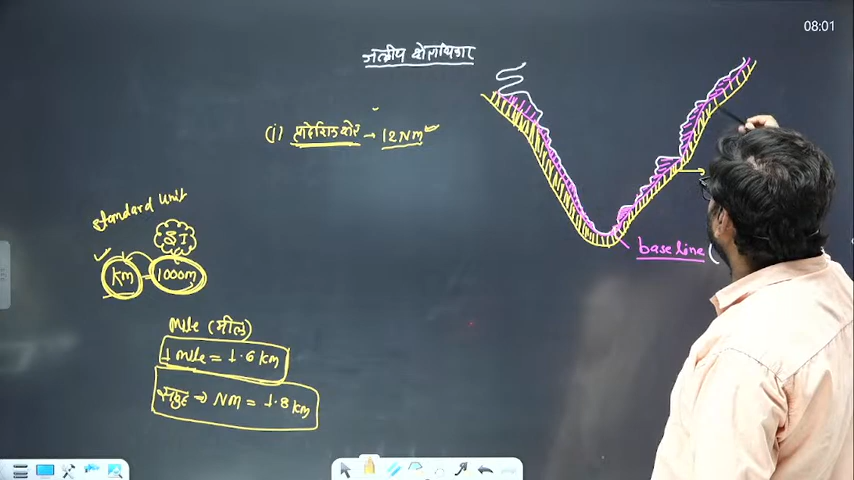 08:01
जलीय क्षेत्राधिकार
(i) प्रादेशिक क्षेत्र → 12 NM
standard unit
SI
km = 1000m
base line (
Mile (मील)
1 mile = 1.6 km
समुद्र → NM = 1.8 km